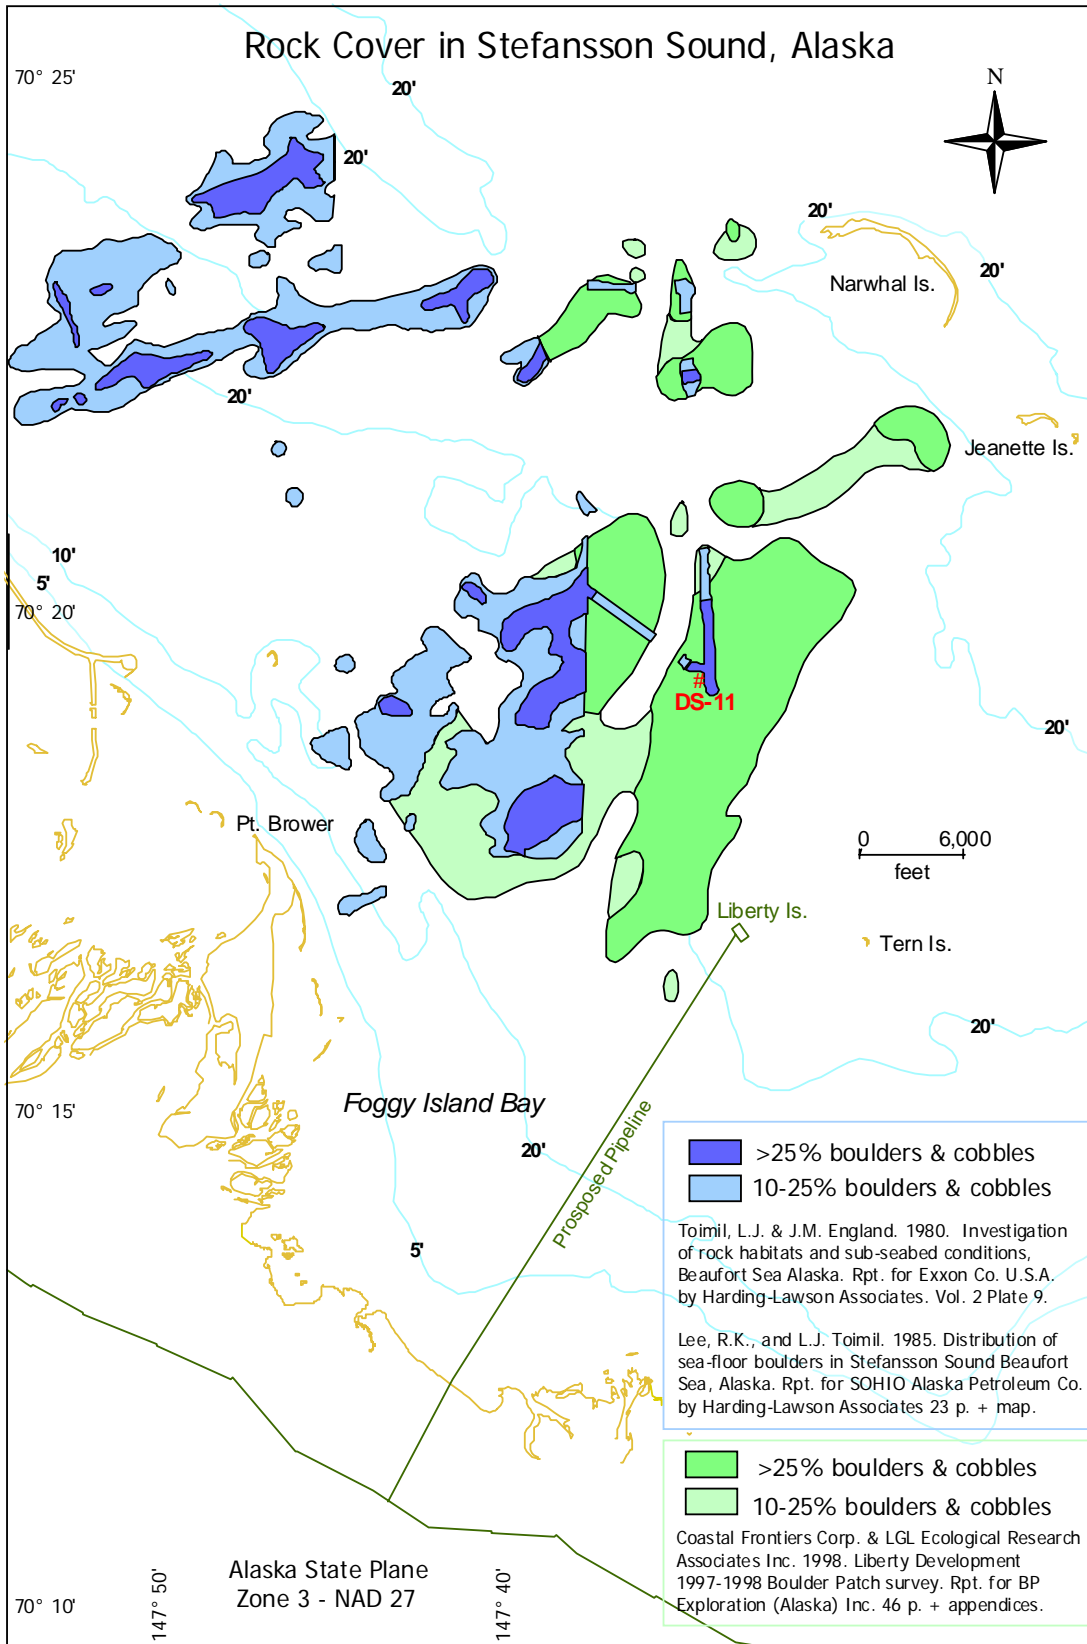 Rock Cover in Stefansson Sound, Alaska
70° 25'
20'
N
20'
20'
20'
Narwhal Is.
20'
Jeanette Is.
10'
5'
70° 20'
#
DS-11
20'
Pt. Brower
0 6,000
feet
Liberty Is.
Tern Is.
20'
Foggy Island Bay
70° 15'
20'
Prosposed Pipeline
5'
>25% boulders & cobbles
10-25% boulders & cobbles
Toimil, L.J. & J.M. England. 1980. Investigation
of rock habitats and sub-seabed conditions,
Beaufort Sea Alaska. Rpt. for Exxon Co. U.S.A.
by Harding-Lawson Associates. Vol. 2 Plate 9.
Lee, R.K., and L.J. Toimil. 1985. Distribution of
sea-floor boulders in Stefansson Sound Beaufort
Sea, Alaska. Rpt. for SOHIO Alaska Petroleum Co.
by Harding-Lawson Associates 23 p. + map.
>25% boulders & cobbles
10-25% boulders & cobbles
Coastal Frontiers Corp. & LGL Ecological Research
Associates Inc. 1998. Liberty Development
1997-1998 Boulder Patch survey. Rpt. for BP
Exploration (Alaska) Inc. 46 p. + appendices.
Alaska State Plane
Zone 3 - NAD 27
70° 10'
147° 50'
147° 40'